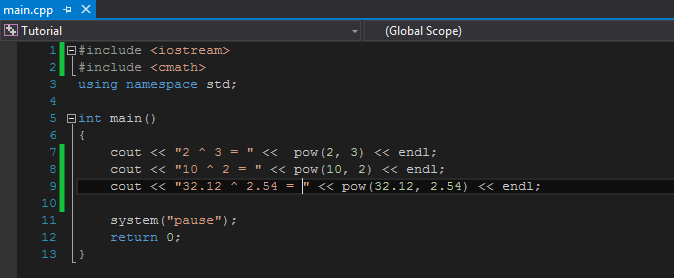 main.cpp
Tutorial (Global Scope)
1 #include <iostream>
2 #include <cmath>
3 using namespace std;
4
5 int main()
6 {
7 cout << "2 ^ 3 = " <<  pow(2, 3) << endl;
8 cout << "10 ^ 2 = " << pow(10, 2) << endl;
9 cout << "32.12 ^ 2.54 = " << pow(32.12, 2.54) << endl;
10
11 system("pause");
12 return 0;
13 }